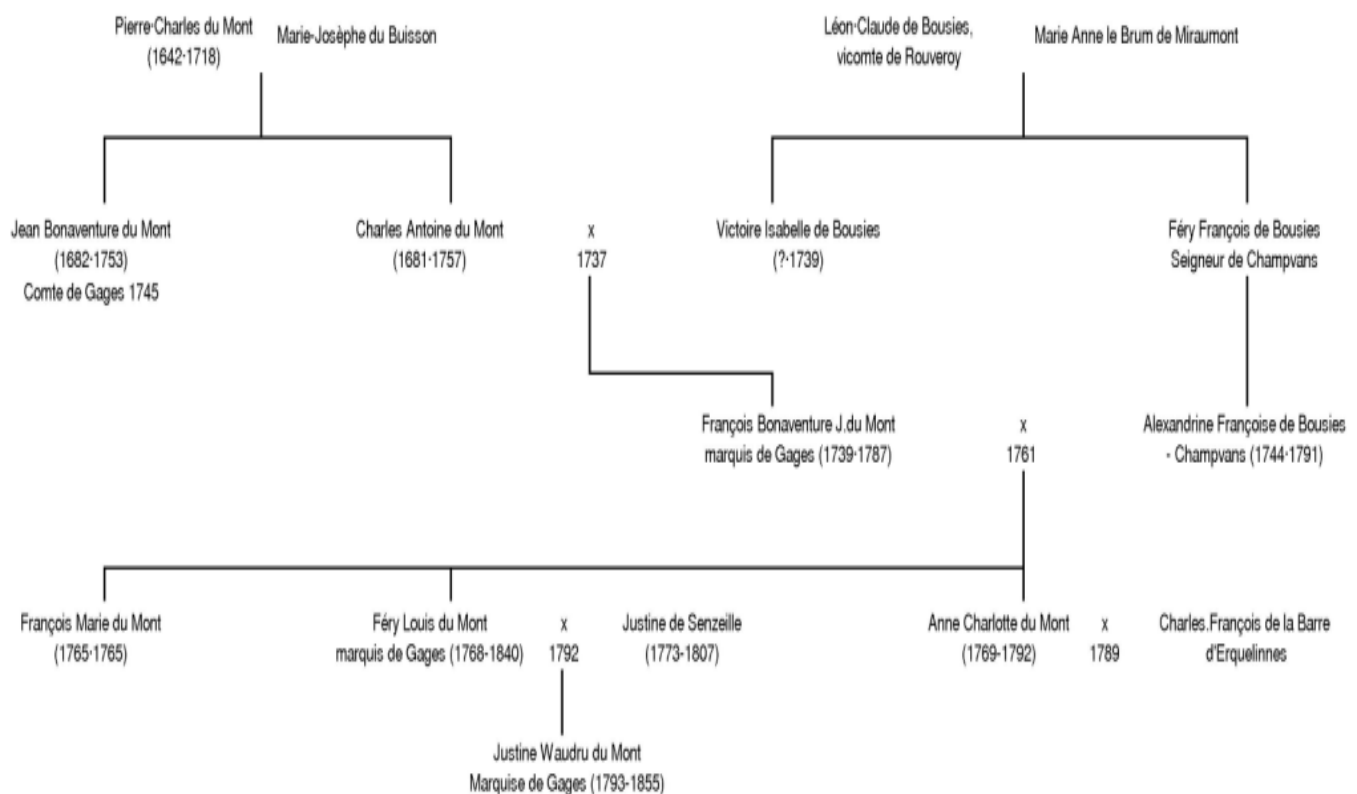 Pierre-Charles du Mont
(1642-1718)
Marie-Josèphe du Buisson
Léon-Claude de Bousies,
vicomte de Rouveroy
Marie Anne le Brum de Miraumont
Jean Bonaventure du Mont
(1682-1753)
Comte de Gages 1745
Charles Antoine du Mont
(1681-1757)
x
1737
Victoire Isabelle de Bousies
(?-1739)
Féry François de Bousies
Seigneur de Champvans
François Bonaventure J.du Mont
marquis de Gages (1739-1787)
x
1761
Alexandrine Françoise de Bousies
- Champvans (1744-1791)
François Marie du Mont
(1765-1765)
Féry Louis du Mont
marquis de Gages (1768-1840)
x
1792
Justine de Senzeille
(1773-1807)
Anne Charlotte du Mont
(1769-1792)
x
1789
Charles.François de la Barre
d'Erquelinnes
Justine Waudru du Mont
Marquise de Gages (1793-1855)